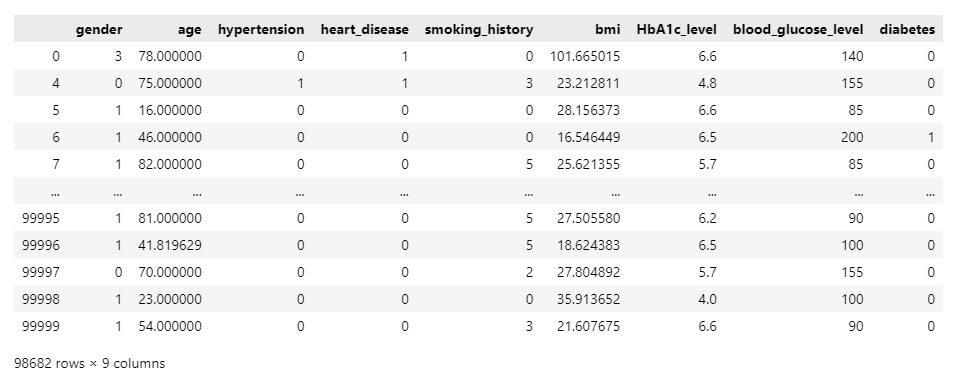 gender age hypertension heart_disease smoking_history bmi HbA1c_level blood_glucose_level diabetes
0 3 78.000000 0 1 0 101.665015 6.6 140 0
4 0 75.000000 1 1 3 23.212811 4.8 155 0
5 1 16.000000 0 0 0 28.156373 6.6 85 0
6 1 46.000000 0 0 0 16.546449 6.5 200 1
7 1 82.000000 0 0 5 25.621355 5.7 85 0
... ... ... ... ... ... ... ... ... ...
99995 1 81.000000 0 0 5 27.505580 6.2 90 0
99996 1 41.819629 0 0 5 18.624383 6.5 100 0
99997 0 70.000000 0 0 2 27.804892 5.7 155 0
99998 1 23.000000 0 0 0 35.913652 4.0 100 0
99999 1 54.000000 0 0 3 21.607675 6.6 90 0
98682 rows × 9 columns